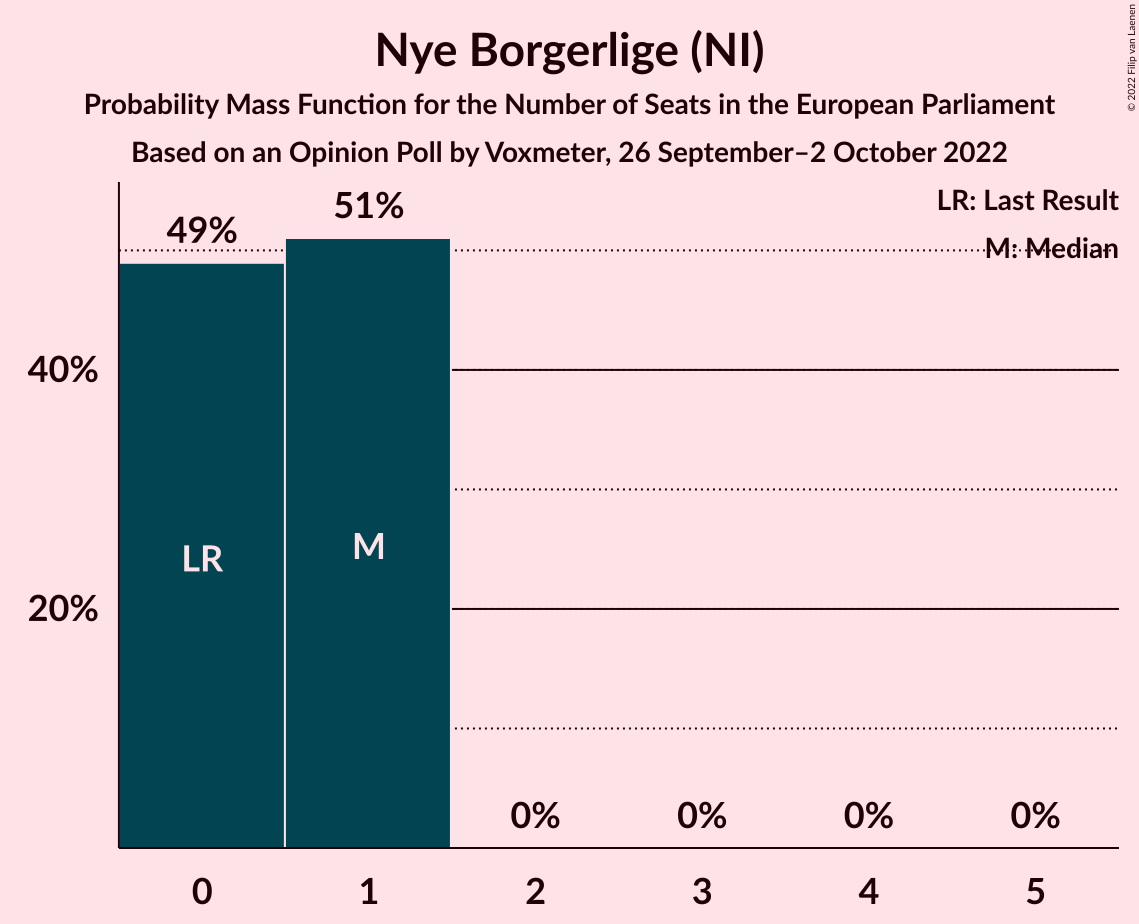 Nye Borgerlige (NI)
Probability Mass Function for the Number of Seats in the European Parliament
Based on an Opinion Poll by Voxmeter, 26 September–2 October 2022
© 2022 Filip van Laenen
LR: Last Result
M: Median
49%
51%
40%
20%
LR
M
0%
0%
0%
0%
0
1
2
3
4
5